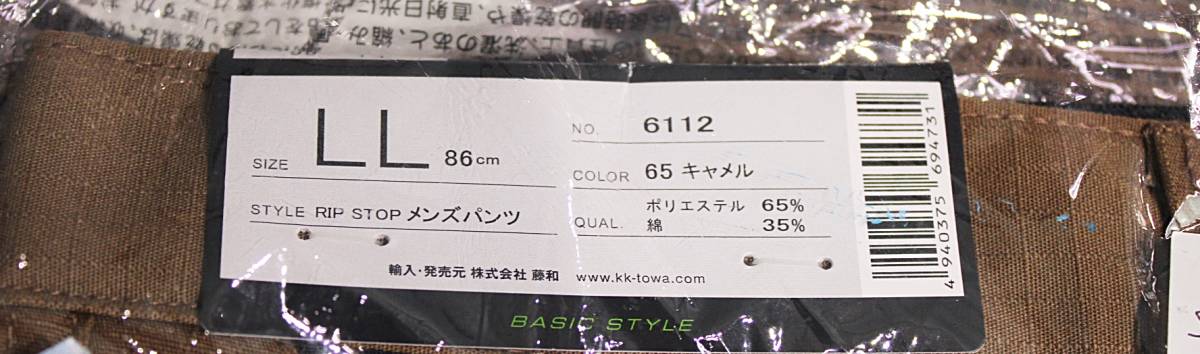 SIZE LL 86cm
STYLE RIP STOP メンズパンツ
NO. 6112
COLOR 65 キャメル
QUAL. ポリエステル 65%
綿 35%
輸入・発売元 株式会社 藤和 www.kk-towa.com
BASIC STYLE
4 940375 694731